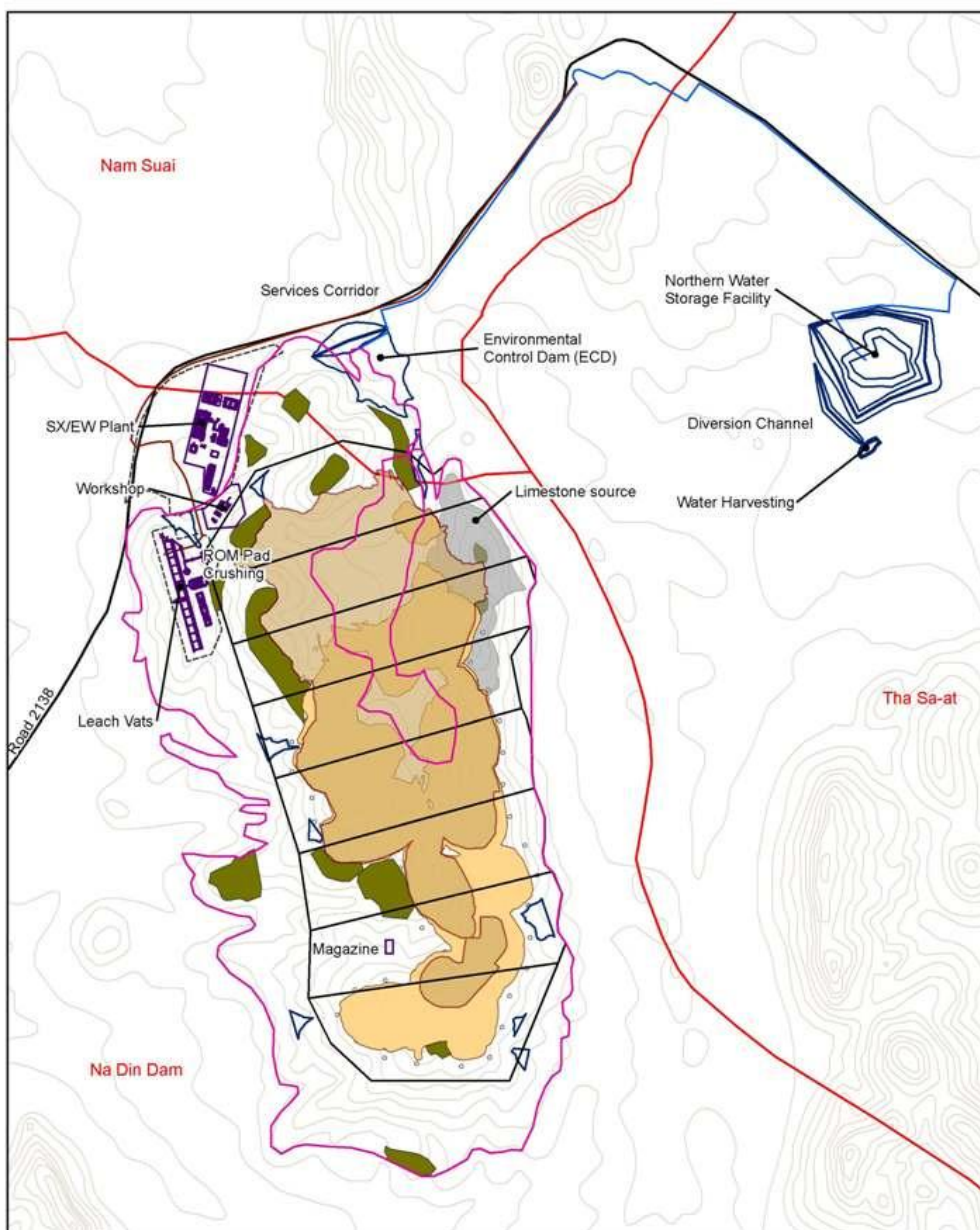 Nam Suai
Services Corridor
Northern Water
Storage Facility
Environmental
Control Dam (ECD)
SX/EW Plant
Diversion Channel
Workshop
Limestone source
Water Harvesting
ROM Pad
Crushing
Tha Sa-at
Leach Vats
Road 2138
Magazine
Na Din Dam